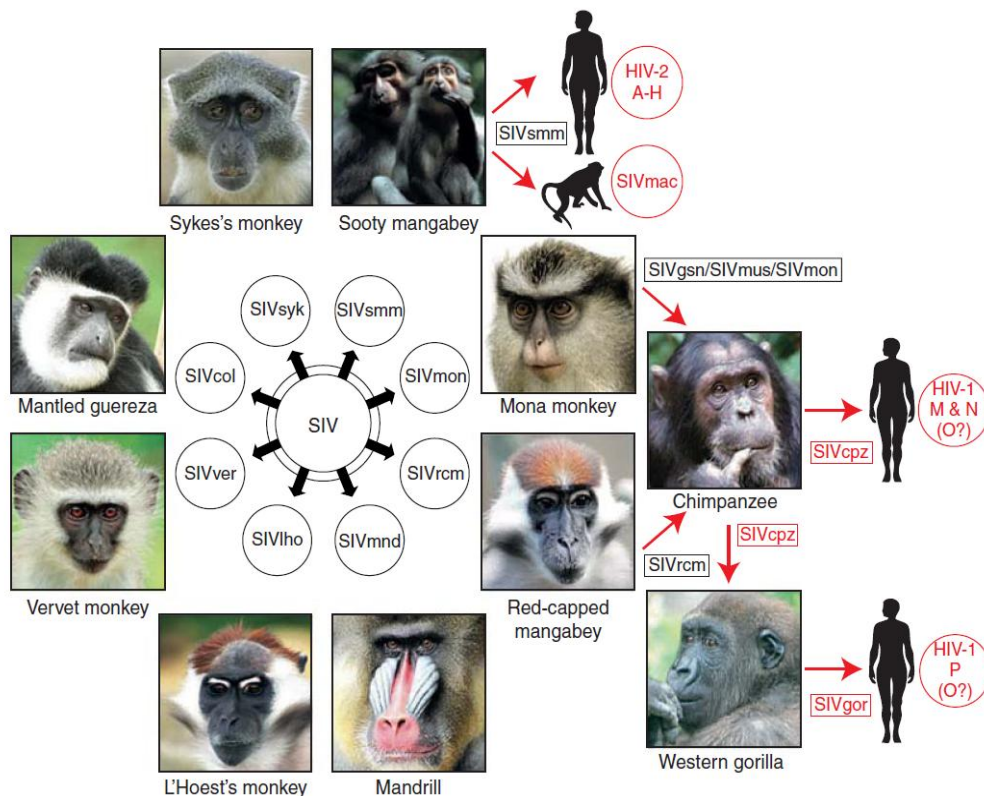 HIV-2
A-H
SIVsmm
SIVmac
Sykes's monkey
Sooty mangabey
SIVgsn/SIVmus/SIVmon
SIVsyk
SIVsmm
SIVcol
SIVmon
SIV
SIVver
SIVrcm
SIVlho
SIVmnd
Mantled guereza
Mona monkey
HIV-1
M & N
(O?)
SIVcpz
Chimpanzee
SIVcpz
SIVrcm
Vervet monkey
Red-capped
mangabey
HIV-1
P
(O?)
SIVgor
L'Hoest's monkey
Mandrill
Western gorilla